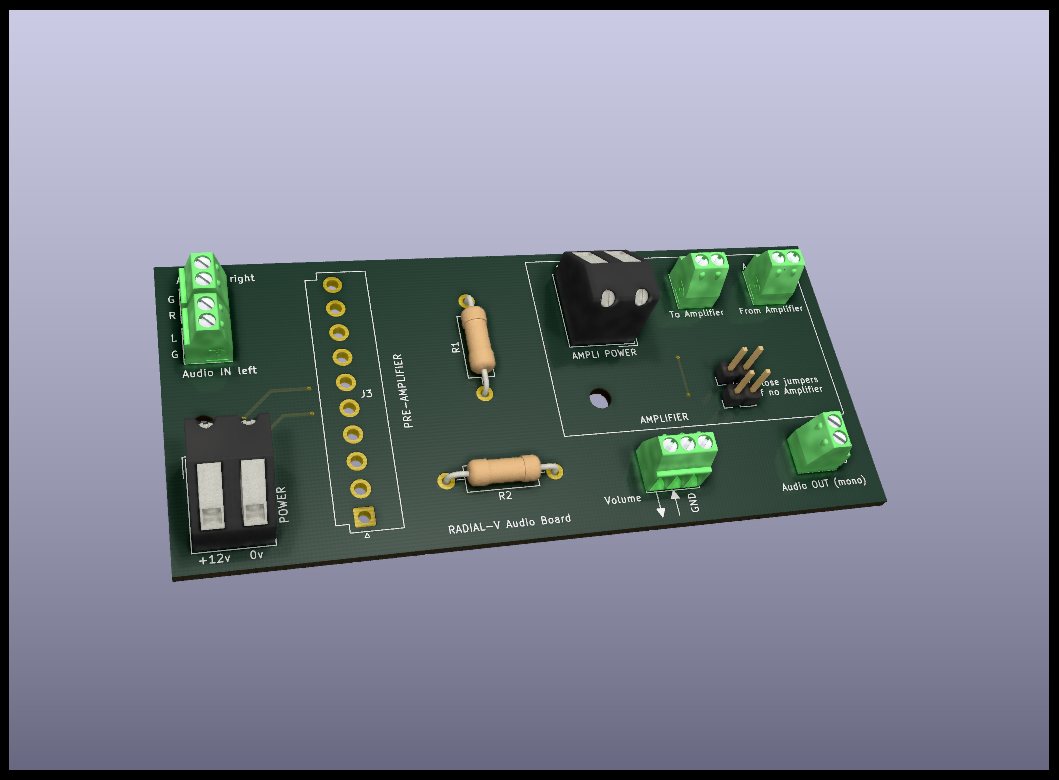 right
G
R
L
G
Audio IN left
J3
PRE-AMPLIFIER
R1
AMPLI POWER
To Amplifier
From Amplifier
jumpers
no Amplifier
AMPLIFIER
R2
Volume
GND
Audio OUT (mono)
RADIAL-V Audio Board
POWER
+12v 0v